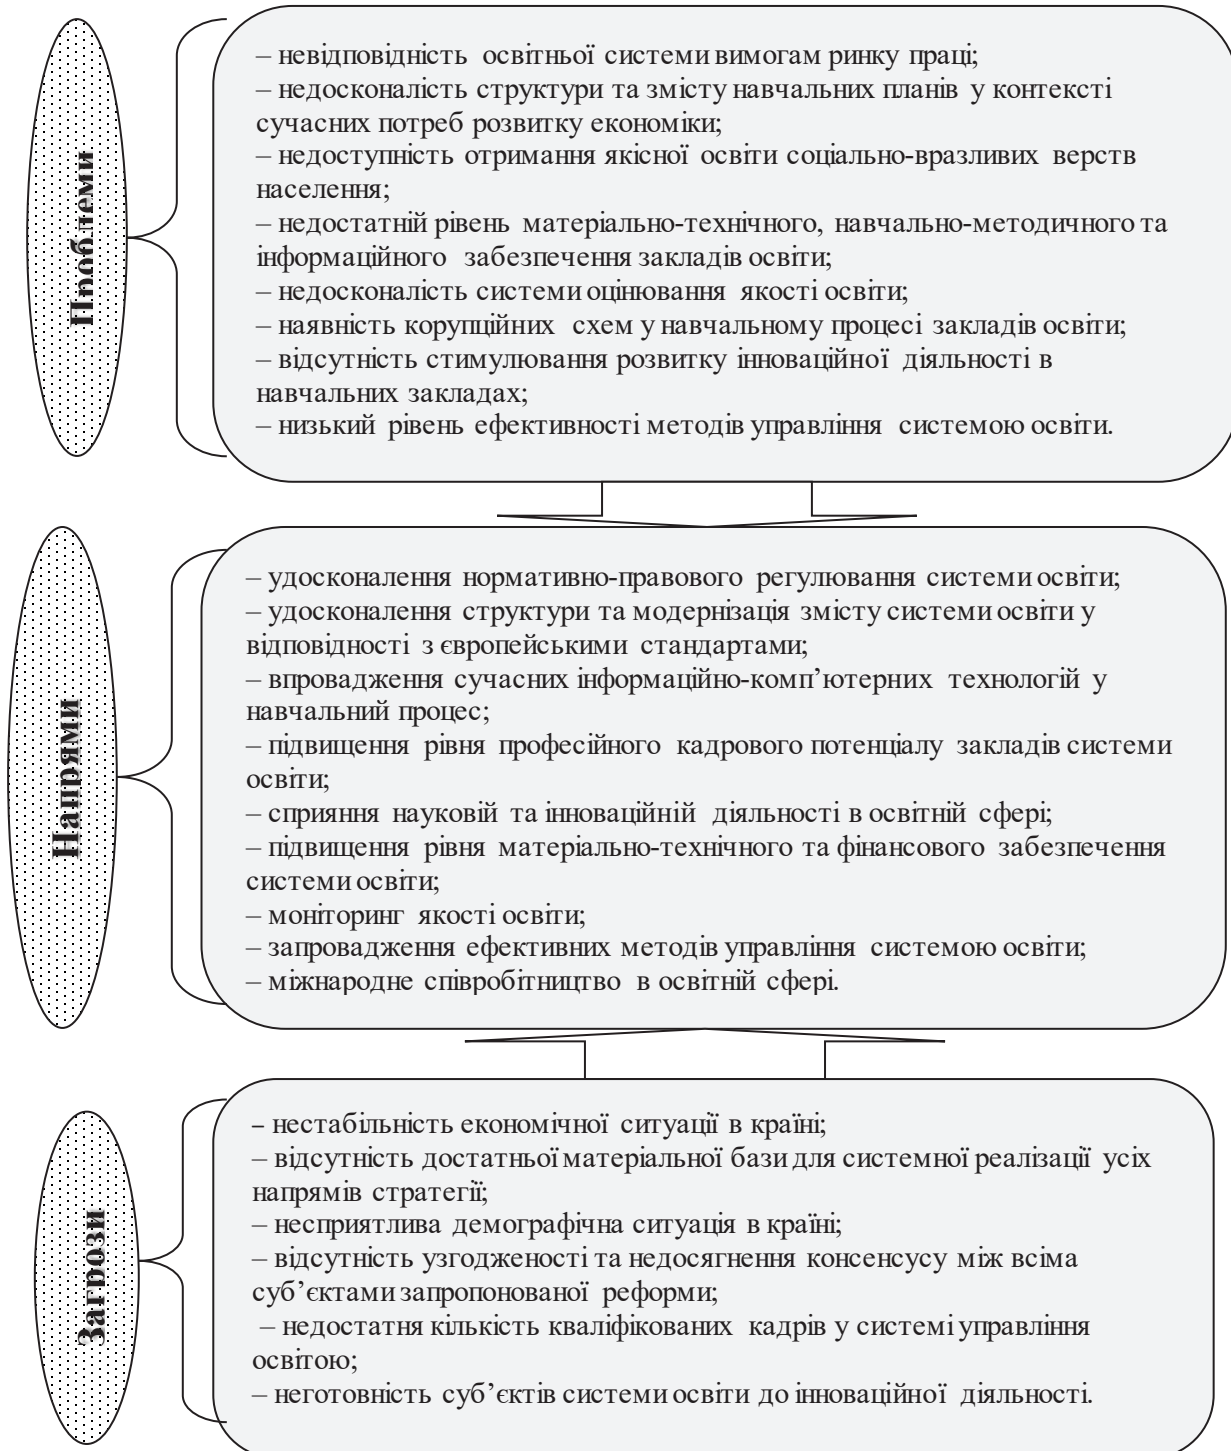 Проблеми
– невідповідність освітньої системи вимогам ринку праці;
– недосконалість структури та змісту навчальних планів у контексті
сучасних потреб розвитку економіки;
– недоступність отримання якісної освіти соціально-вразливих верств
населення;
– недостатній рівень матеріально-технічного, навчально-методичного та
інформаційного забезпечення закладів освіти;
– недосконалість системи оцінювання якості освіти;
– наявність корупційних схем у навчальному процесі закладів освіти;
– відсутність стимулювання розвитку інноваційної діяльності в
навчальних закладах;
– низький рівень ефективності методів управління системою освіти.
Напрями
– удосконалення нормативно-правового регулювання системи освіти;
– удосконалення структури та модернізація змісту системи освіти у
відповідності з європейськими стандартами;
– впровадження сучасних інформаційно-комп’ютерних технологій у
навчальний процес;
– підвищення рівня професійного кадрового потенціалу закладів системи
освіти;
– сприяння науковій та інноваційній діяльності в освітній сфері;
– підвищення рівня матеріально-технічного та фінансового забезпечення
системи освіти;
– моніторинг якості освіти;
– запровадження ефективних методів управління системою освіти;
– міжнародне співробітництво в освітній сфері.
Загрози
– нестабільність економічної ситуації в країні;
– відсутність достатньої матеріальної бази для системної реалізації усіх
напрямів стратегії;
– несприятлива демографічна ситуація в країні;
– відсутність узгодженості та недосягнення консенсусу між всіма
суб’єктами запропонованої реформи;
– недостатня кількість кваліфікованих кадрів у системі управління
освітою;
– неготовність суб’єктів системи освіти до інноваційної діяльності.